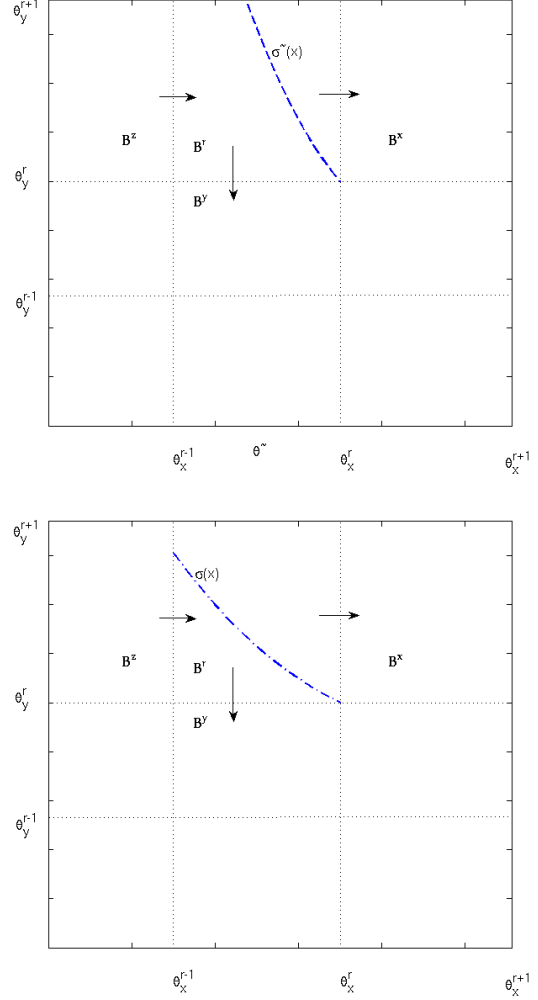 θ_y^{r+1}
σ~(x)
B^z B^r B^x
θ_y^r
B^y
θ_y^{r-1}
θ_x^{r-1} θ~ θ_x^r θ_x^{r+1}
θ_y^{r+1}
σ(x)
B^z B^r B^x
θ_y^r
B^y
θ_y^{r-1}
θ_x^{r-1} θ_x^r θ_x^{r+1}